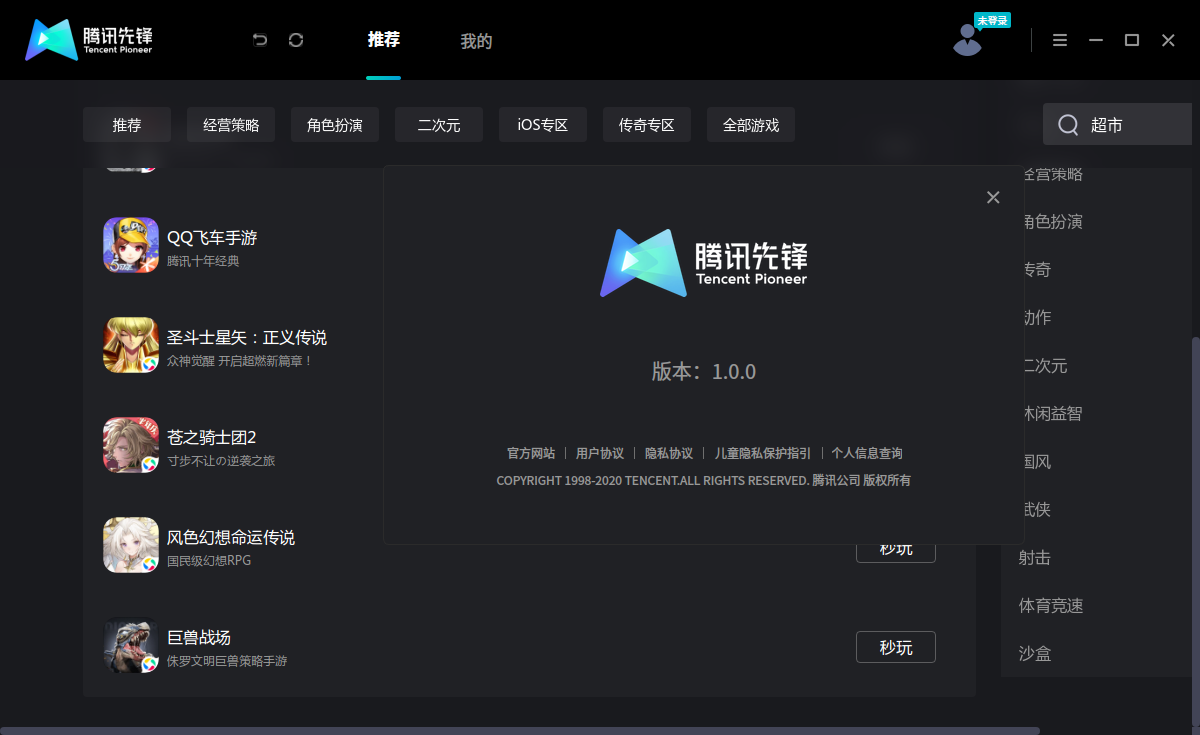 腾讯先锋
Tencent Pioneer
推荐
我的
未登录
推荐
经营策略
角色扮演
二次元
iOS专区
传奇专区
全部游戏
超市
QQ飞车手游
腾讯十年经典
圣斗士星矢：正义传说
众神觉醒 开启超燃新篇章！
苍之骑士团2
寸步不让の逆袭之旅
风色幻想命运传说
国民级幻想RPG
秒玩
巨兽战场
侏罗文明巨兽策略手游
秒玩
腾讯先锋
Tencent Pioneer
版本：1.0.0
官方网站
用户协议
隐私协议
儿童隐私保护指引
个人信息查询
COPYRIGHT 1998-2020 TENCENT.ALL RIGHTS RESERVED. 腾讯公司 版权所有
经营策略
角色扮演
传奇
动作
二次元
休闲益智
国风
武侠
射击
体育竞速
沙盒